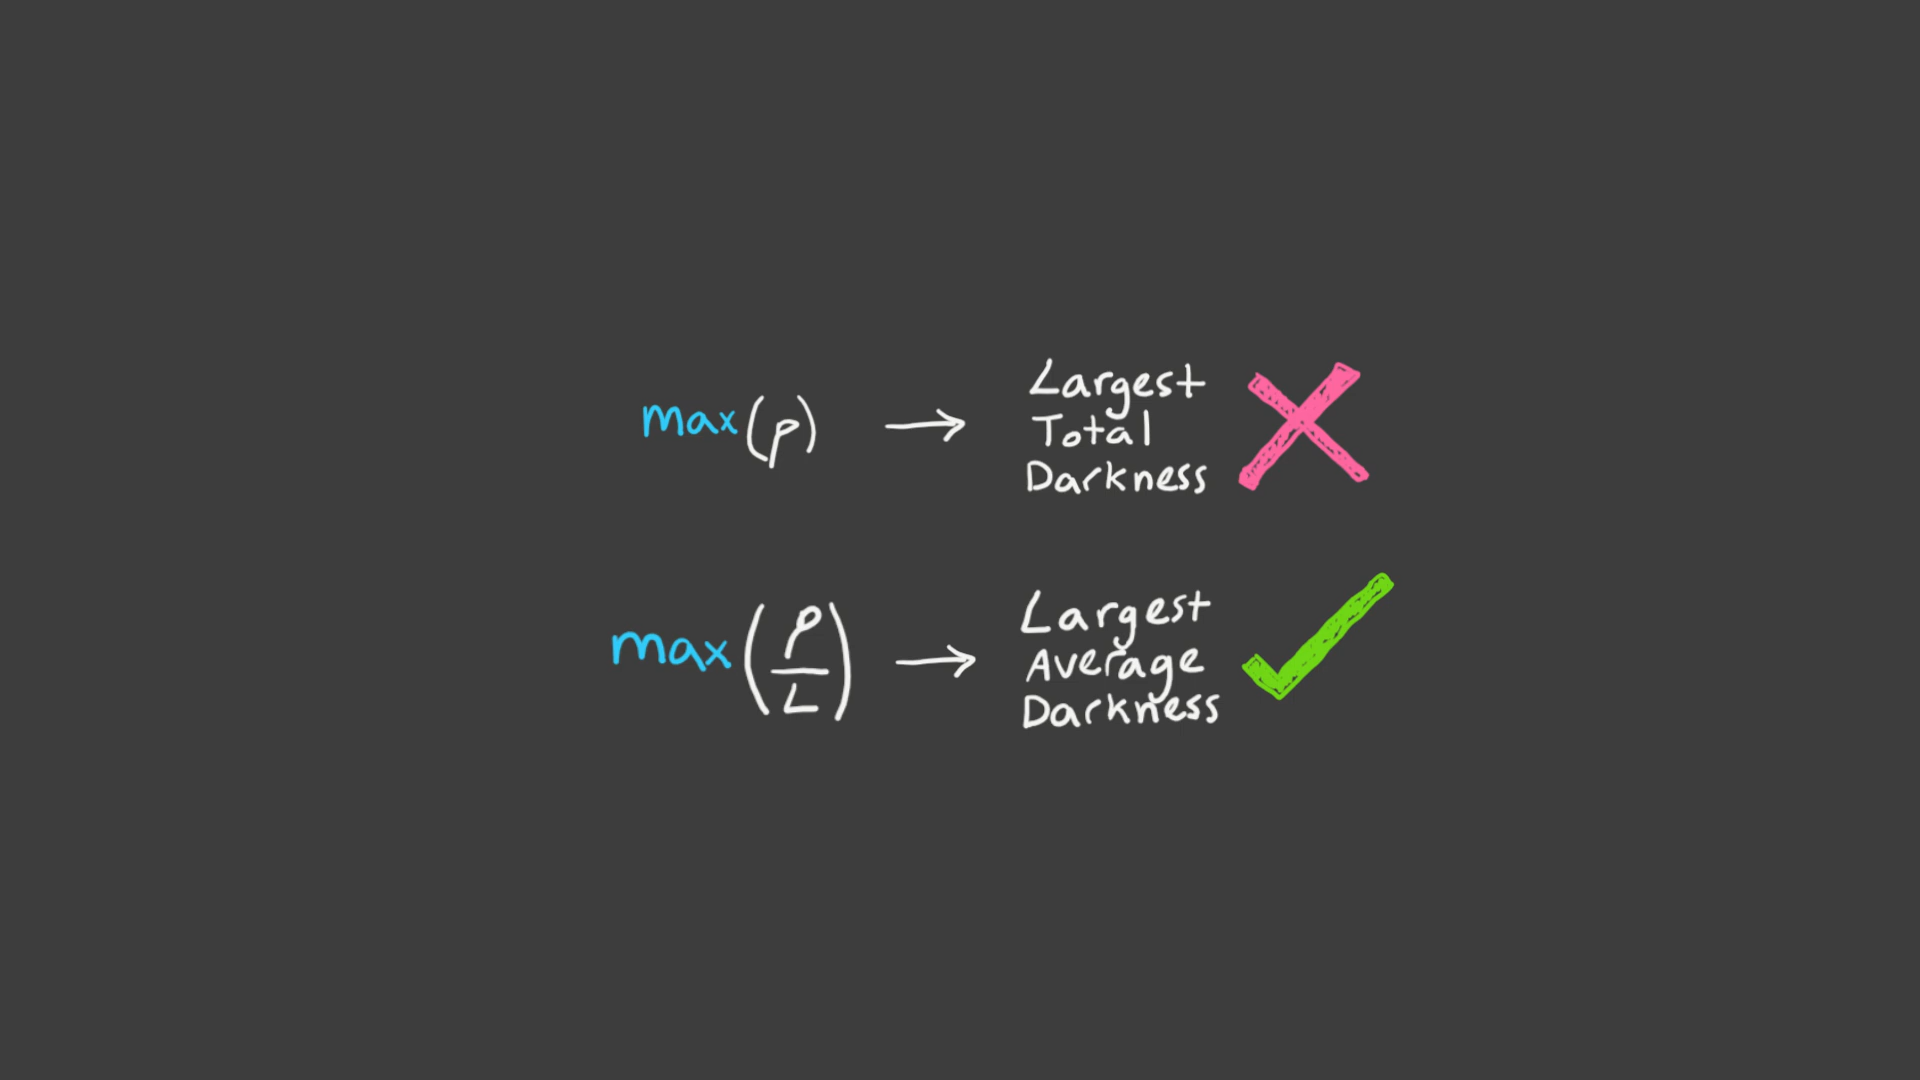 max(p) → Largest
Total
Darkness
max(p/L) → Largest
Average
Darkness